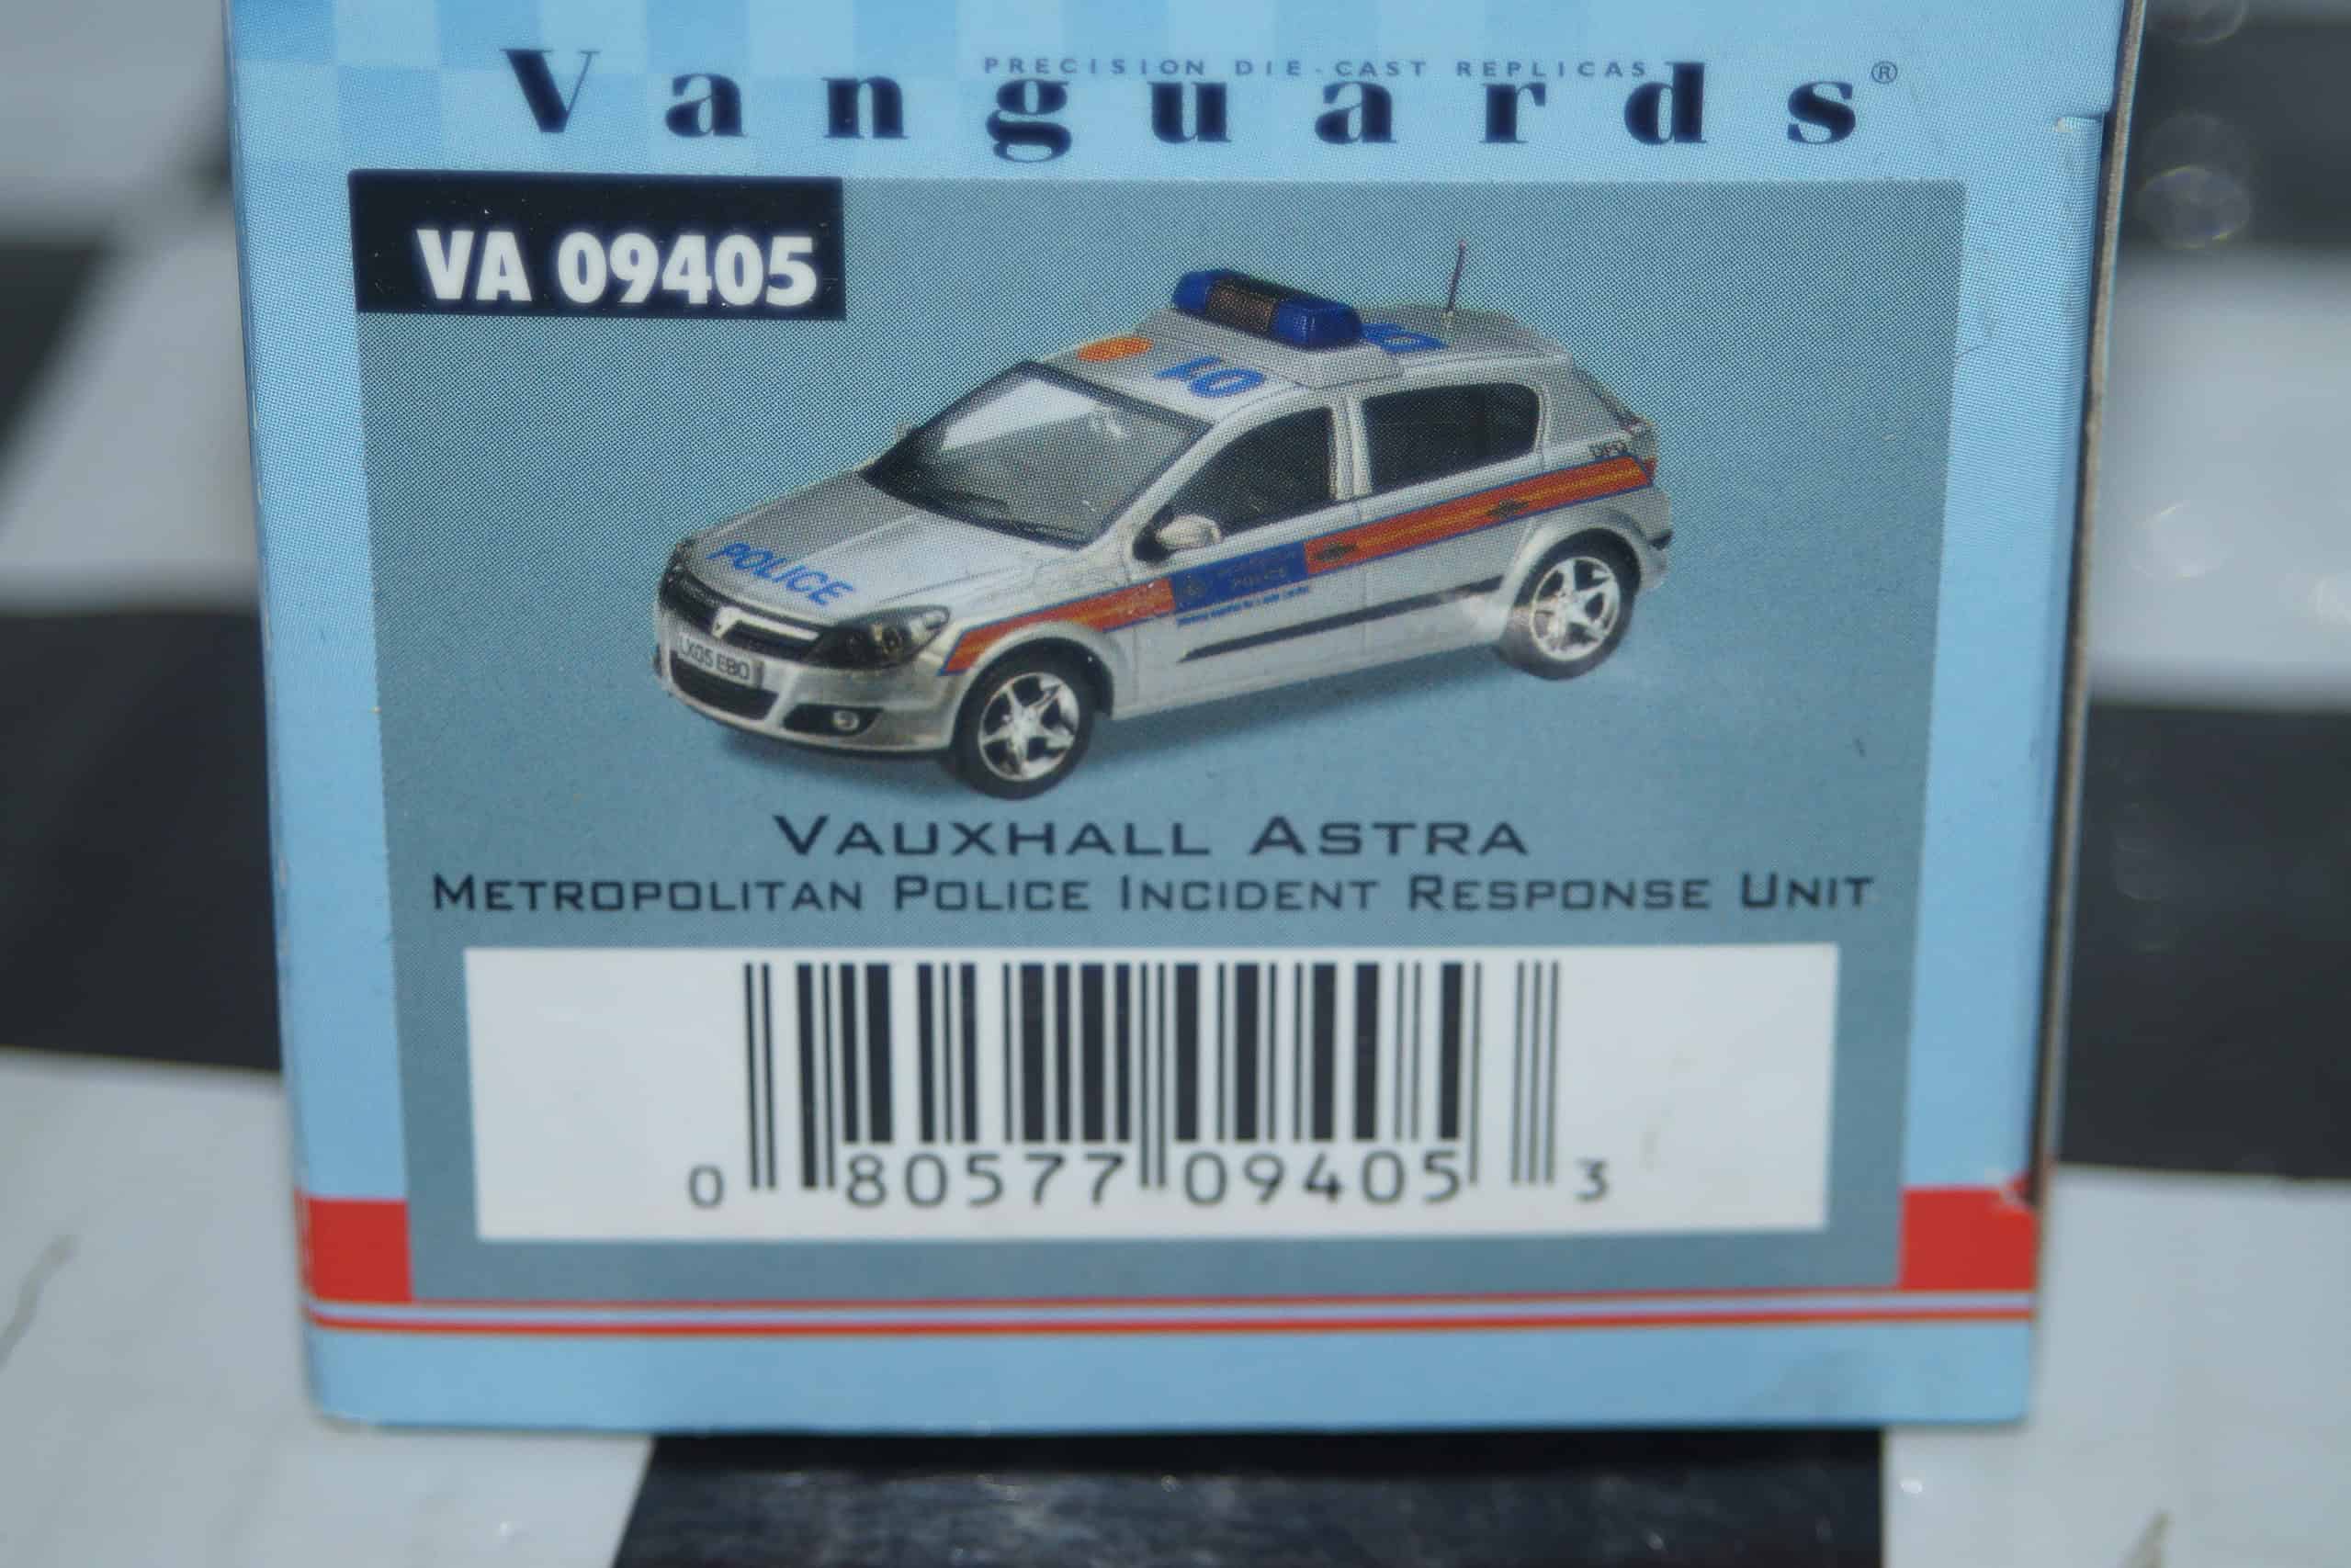 PRECISION DIE-CAST REPLICAS
Vanguards®
VA 09405
POLICE
LX05 EBO
POLICE
VAUXHALL ASTRA
METROPOLITAN POLICE INCIDENT RESPONSE UNIT
0 80577 09405 3